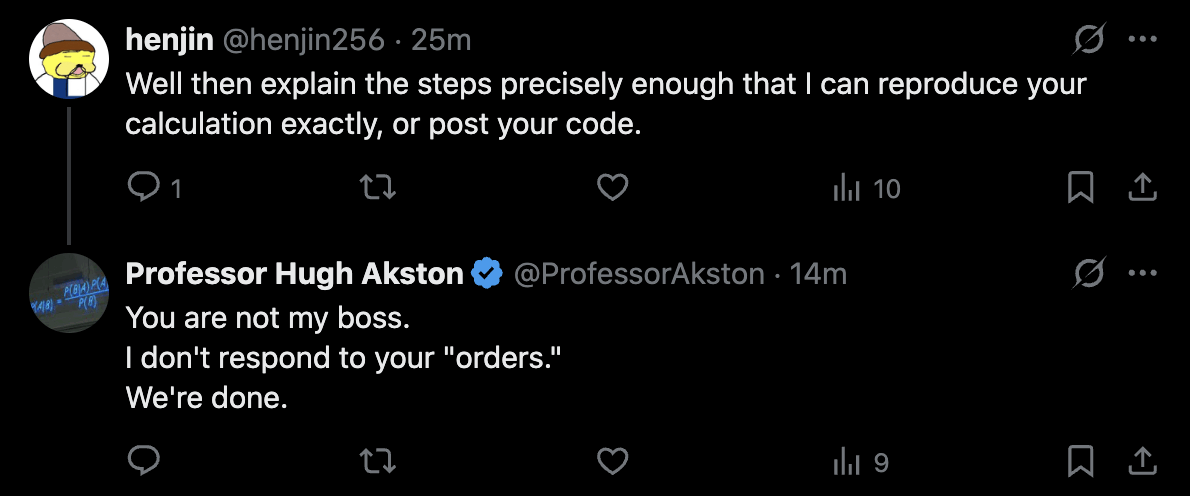 henjin @henjin256 · 25m
Well then explain the steps precisely enough that I can reproduce your
calculation exactly, or post your code.
1 10
Professor Hugh Akston @ProfessorAkston · 14m
P(A|B) = P(B|A) P(A
P(B)
You are not my boss.
I don't respond to your "orders."
We're done.
9